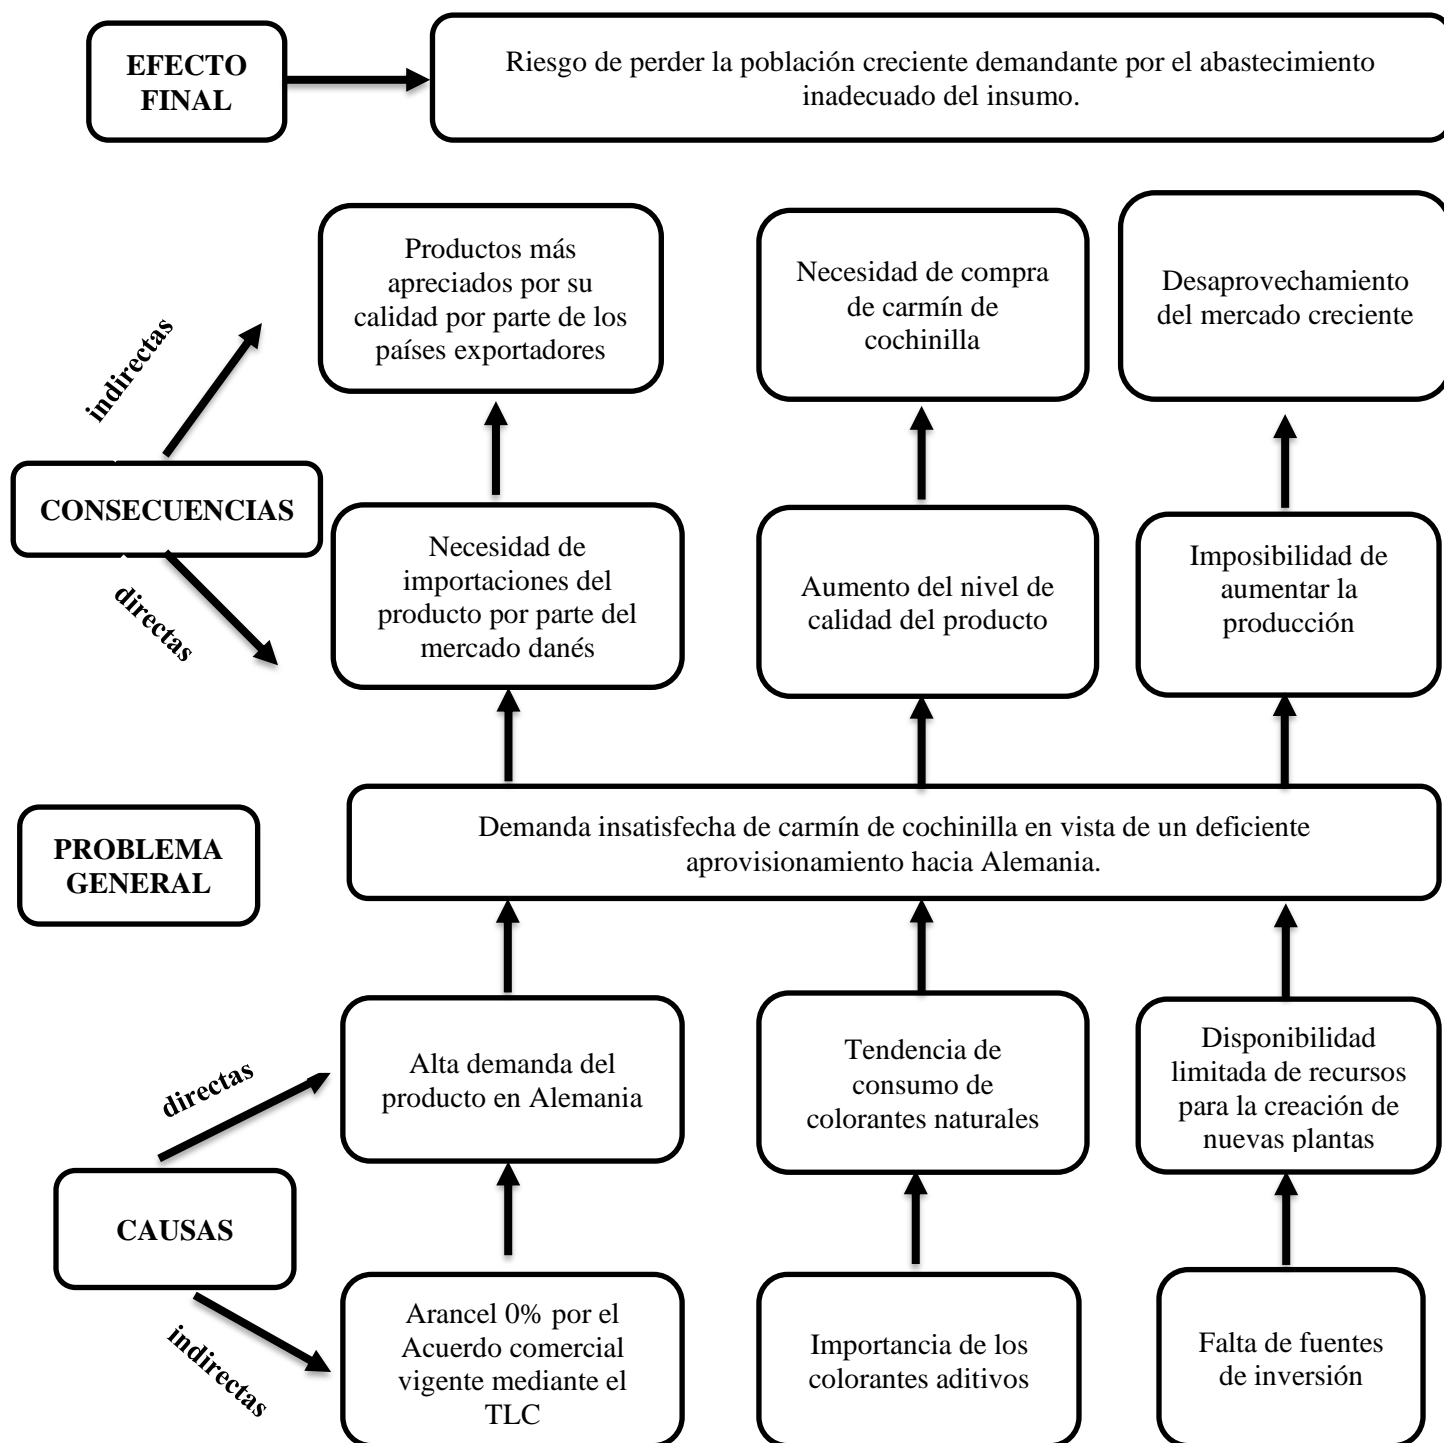 EFECTO
FINAL
Riesgo de perder la población creciente demandante por el abastecimiento
inadecuado del insumo.
Productos más
apreciados por su
calidad por parte de los
países exportadores
Necesidad de compra
de carmín de
cochinilla
Desaprovechamiento
del mercado creciente
indirectas
CONSECUENCIAS
directas
Necesidad de
importaciones del
producto por parte del
mercado danés
Aumento del nivel de
calidad del producto
Imposibilidad de
aumentar la
producción
PROBLEMA
GENERAL
Demanda insatisfecha de carmín de cochinilla en vista de un deficiente
aprovisionamiento hacia Alemania.
directas
Alta demanda del
producto en Alemania
Tendencia de
consumo de
colorantes naturales
Disponibilidad
limitada de recursos
para la creación de
nuevas plantas
CAUSAS
indirectas
Arancel 0% por el
Acuerdo comercial
vigente mediante el
TLC
Importancia de los
colorantes aditivos
Falta de fuentes
de inversión